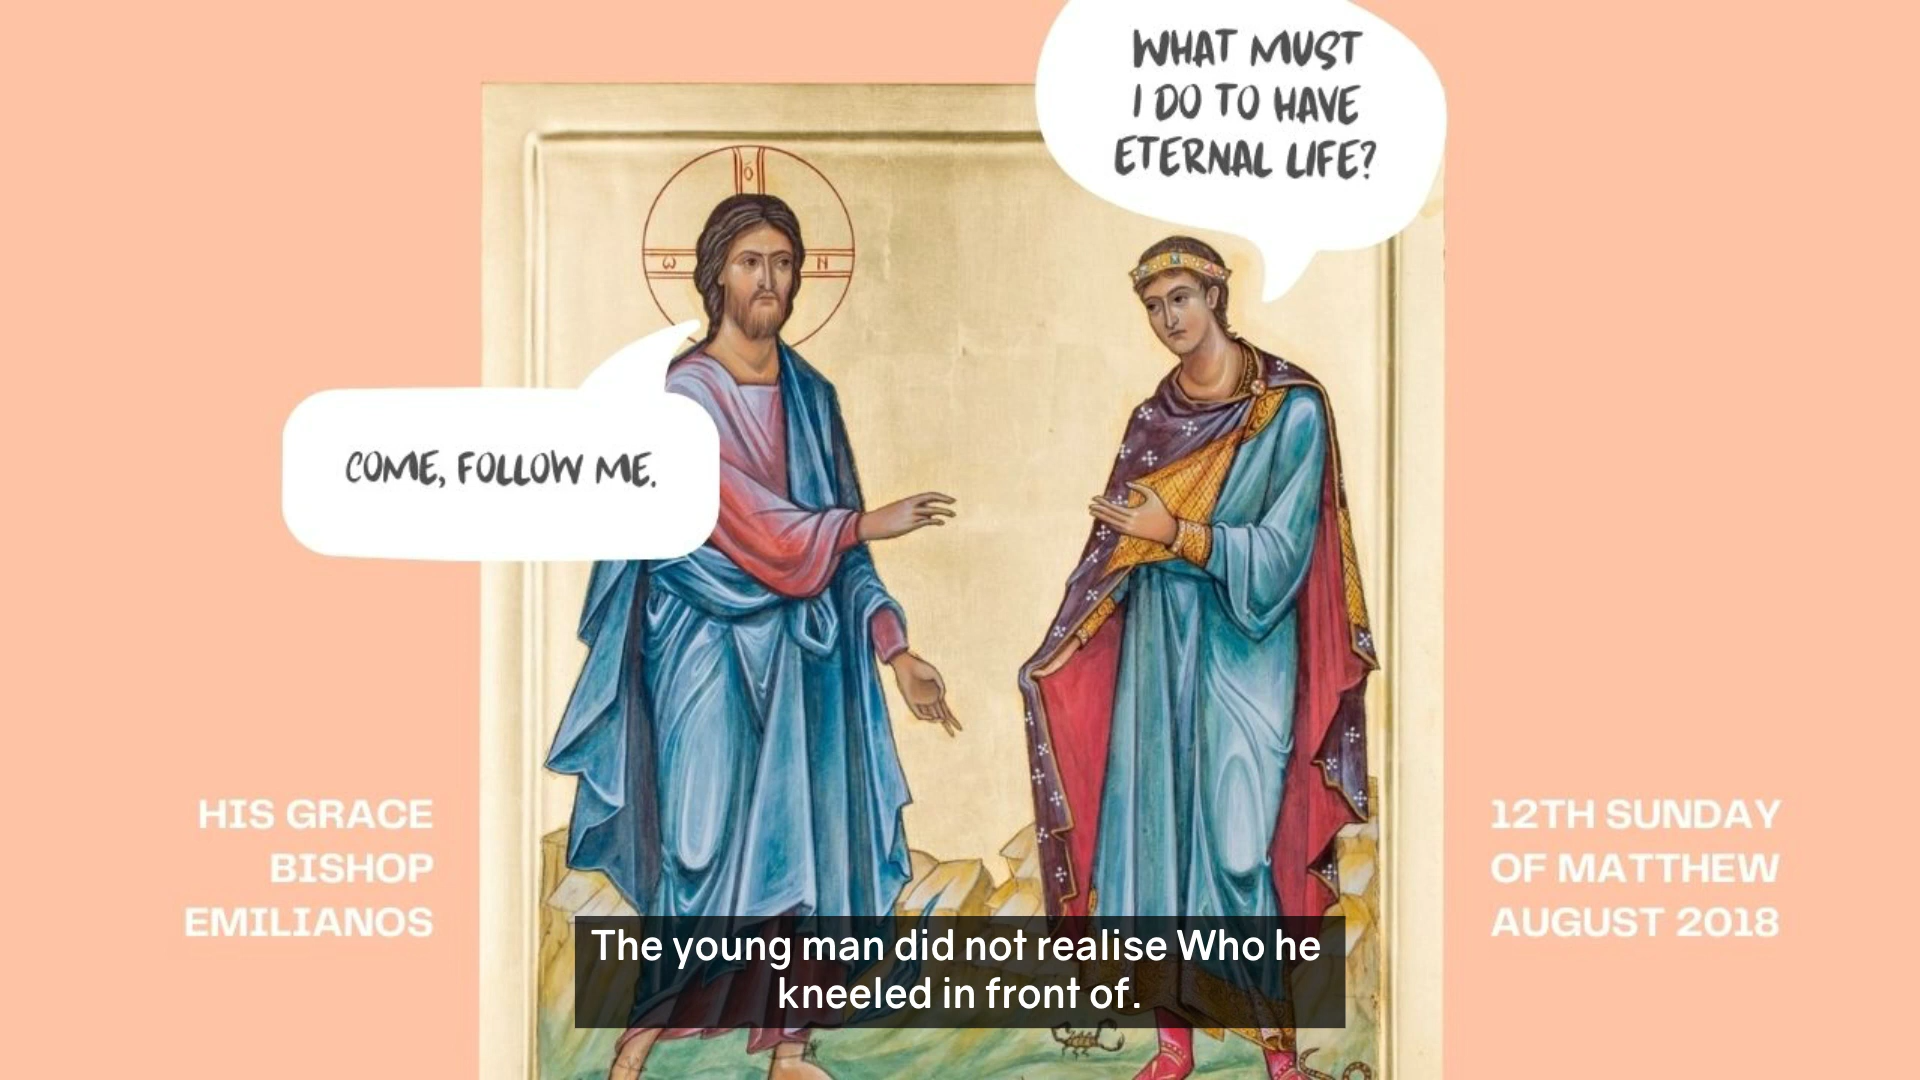 WHAT MUST
I DO TO HAVE
ETERNAL LIFE?
Ὁ
Ω
Ν
COME, FOLLOW ME.
HIS GRACE
BISHOP
EMILIANOS
12TH SUNDAY
OF MATTHEW
AUGUST 2018
The young man did not realise Who he
kneeled in front of.